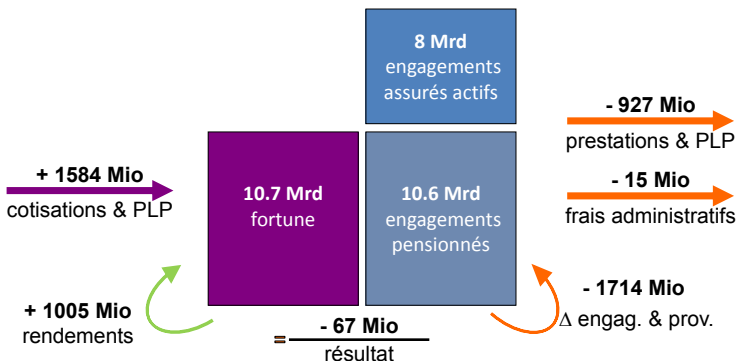 8 Mrd
engagements
assurés actifs
- 927 Mio
prestations & PLP
+ 1584 Mio
cotisations & PLP
10.7 Mrd
fortune
10.6 Mrd
engagements
pensionnés
- 15 Mio
frais administratifs
+ 1005 Mio
rendements
= - 67 Mio
résultat
- 1714 Mio
Δ engag. & prov.